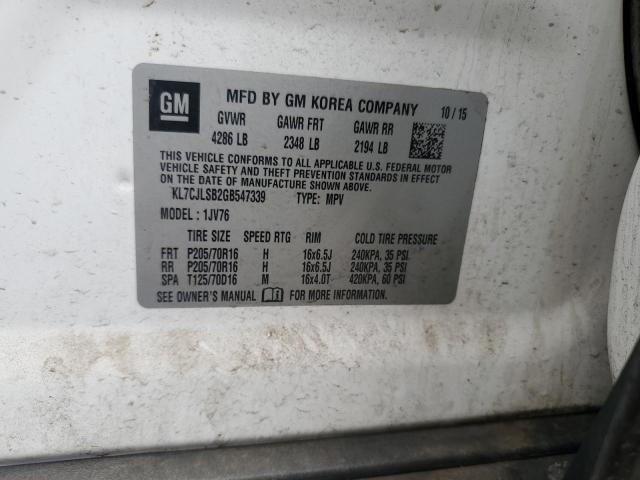 GM
MFD BY GM KOREA COMPANY 10 / 15
GVWR GAWR FRT GAWR RR
4286 LB 2348 LB 2194 LB
THIS VEHICLE CONFORMS TO ALL APPLICABLE U.S. FEDERAL MOTOR
VEHICLE SAFETY AND THEFT PREVENTION STANDARDS IN EFFECT
ON THE DATE OF MANUFACTURE SHOWN ABOVE.
KL7CJLSB2GB547339 TYPE: MPV
MODEL : 1JV76
TIRE SIZE SPEED RTG RIM COLD TIRE PRESSURE
FRT P205/70R16 H 16x6.5J 240KPA, 35 PSI
RR P205/70R16 H 16x6.5J 240KPA, 35 PSI
SPA T125/70D16 M 16x4.0T 420KPA, 60 PSI
SEE OWNER'S MANUAL FOR MORE INFORMATION.